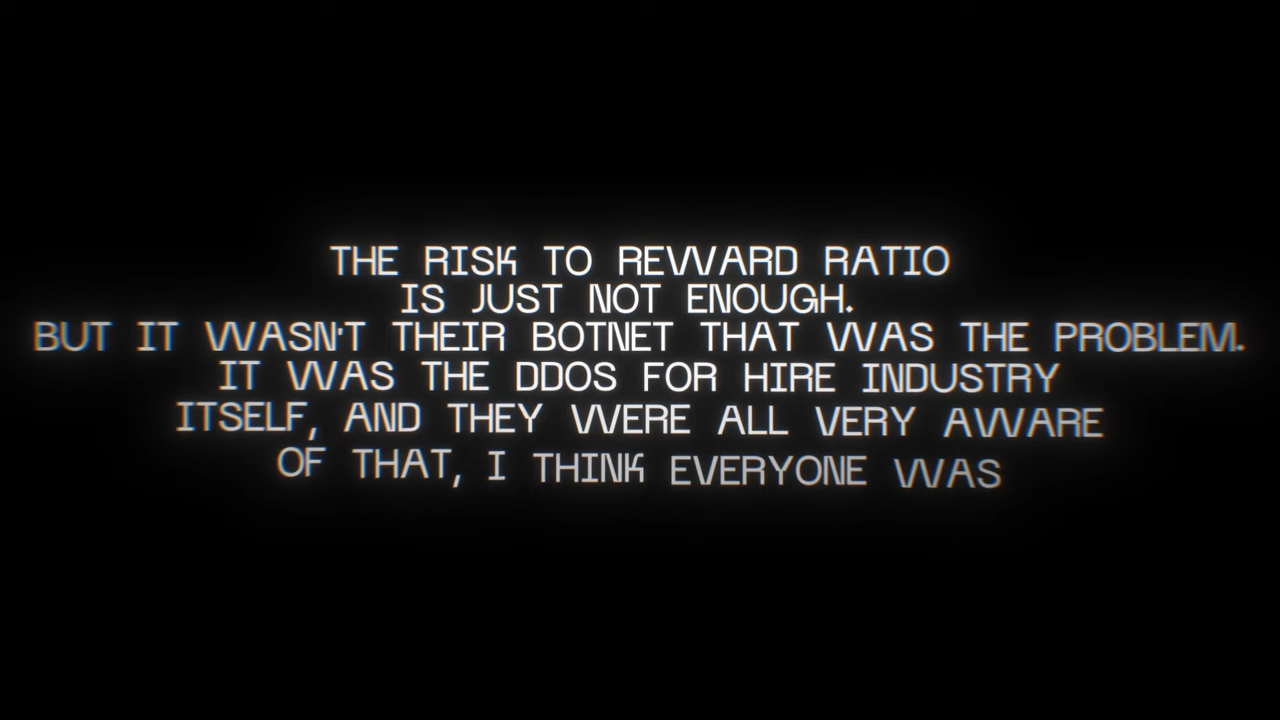 THE RISK TO REWARD RATIO
IS JUST NOT ENOUGH.
BUT IT WASN'T THEIR BOTNET THAT WAS THE PROBLEM.
IT WAS THE DDOS FOR HIRE INDUSTRY
ITSELF, AND THEY WERE ALL VERY AWARE
OF THAT, I THINK EVERYONE WAS